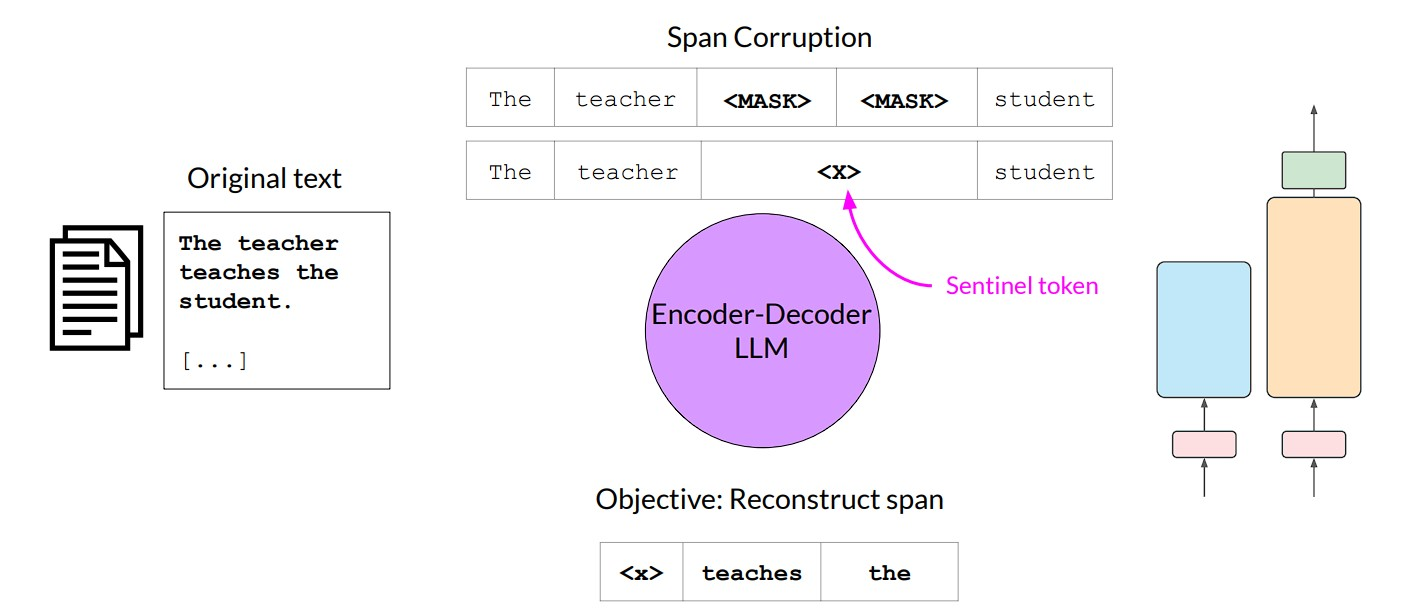 Span Corruption
The teacher <MASK> <MASK> student
The teacher <X> student
Original text
The teacher
teaches the
student.
[...]
Sentinel token
Encoder-Decoder
LLM
Objective: Reconstruct span
<x> teaches the